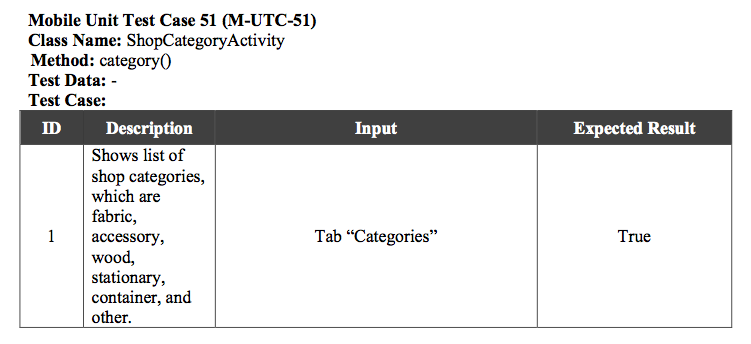 Mobile Unit Test Case 51 (M-UTC-51)
Class Name: ShopCategoryActivity
Method: category()
Test Data: -
Test Case:
ID Description Input Expected Result
Shows list of
shop categories,
which are
fabric,
1 accessory, Tab “Categories” True
wood,
stationary,
container, and
other.